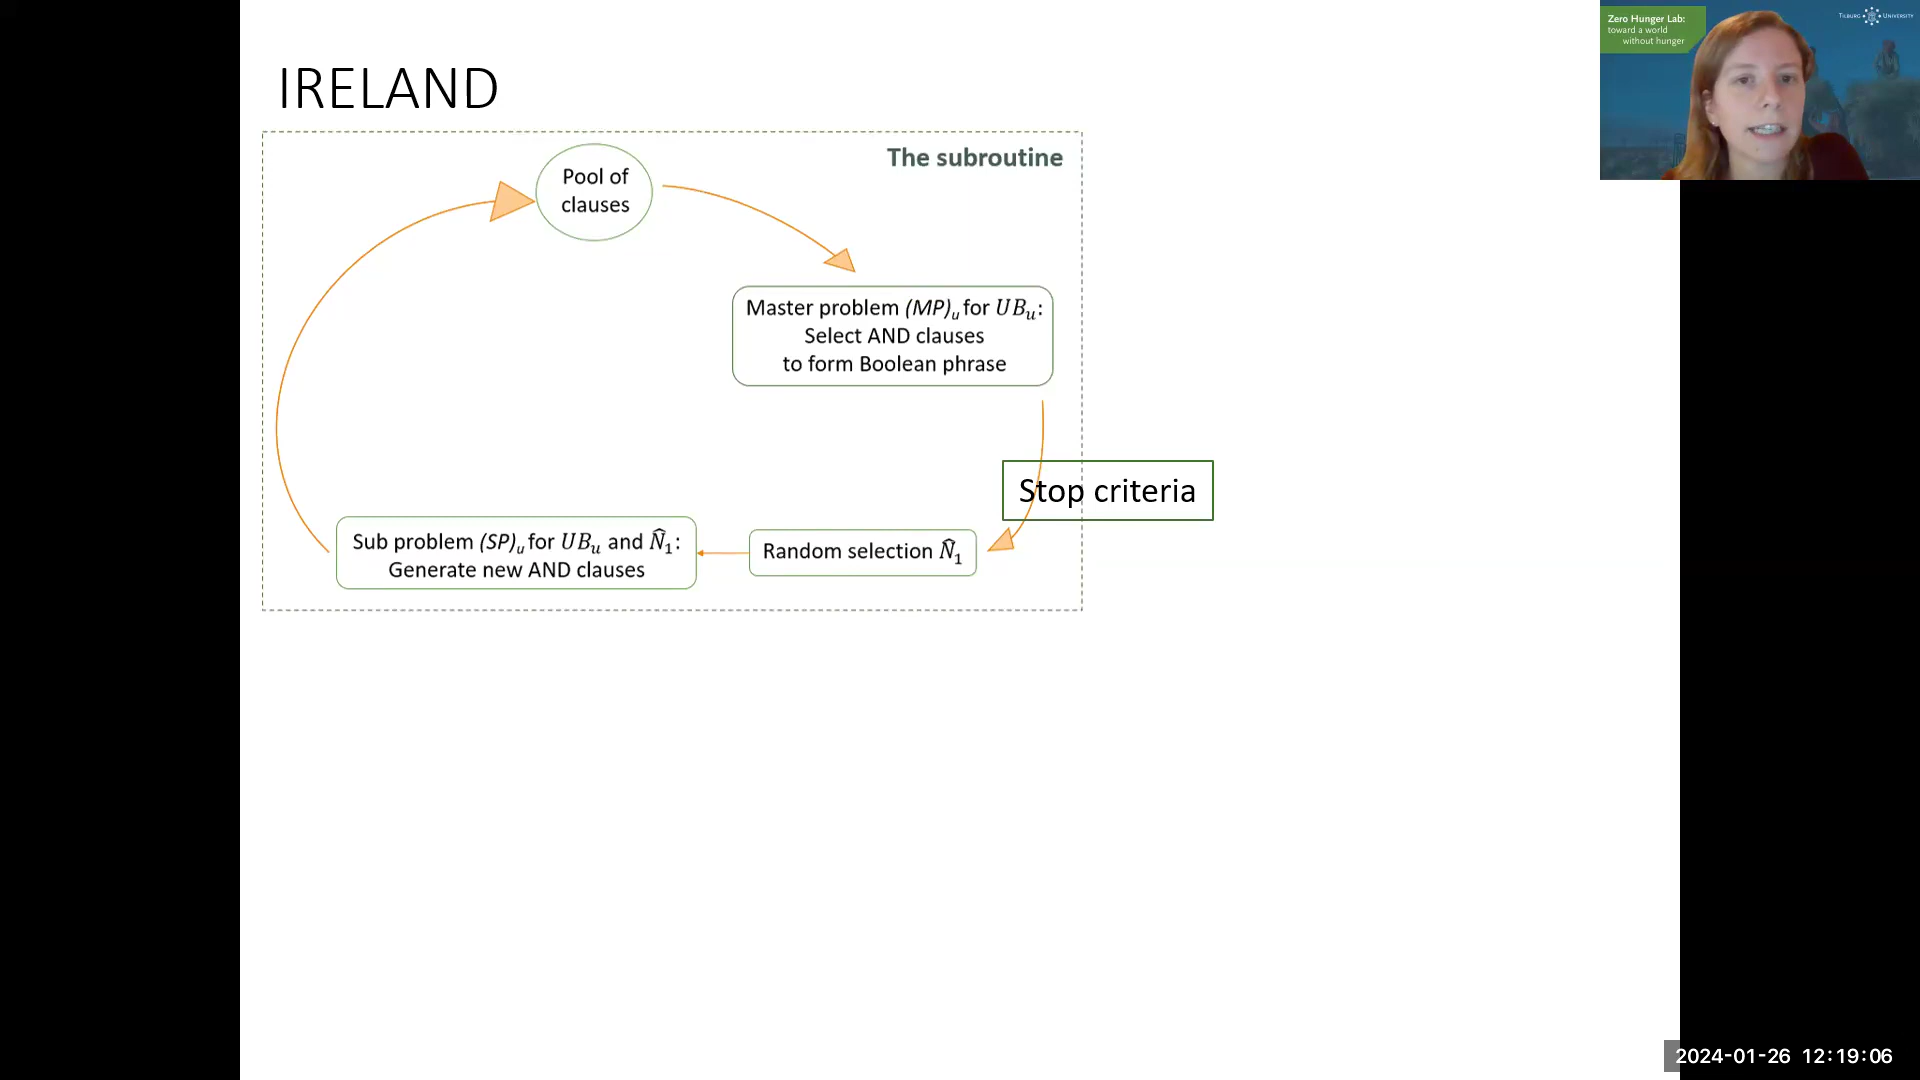 IRELAND
The subroutine
Pool of
clauses
Master problem (MP)ᵤ for UBᵤ:
Select AND clauses
to form Boolean phrase
Stop criteria
Random selection N̂₁
Sub problem (SP)ᵤ for UBᵤ and N̂₁:
Generate new AND clauses
Zero Hunger Lab:
toward a world
without hunger
TILBURG UNIVERSITY
2024-01-26 12:19:06